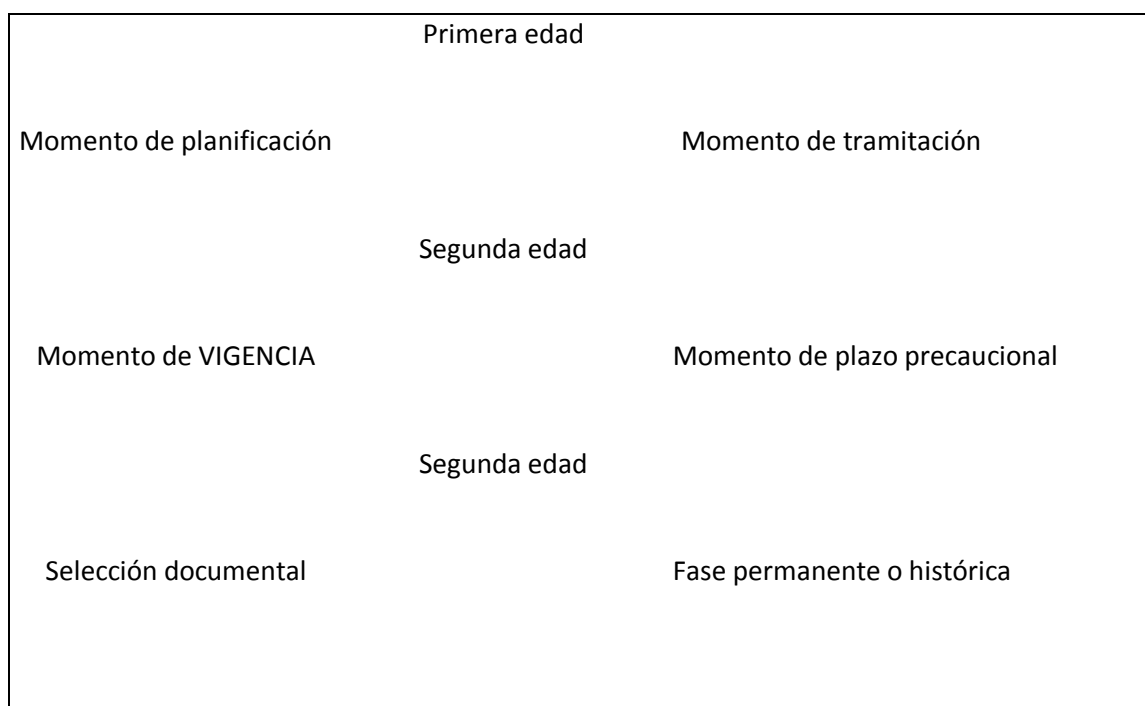 Primera edad
Momento de planificación Momento de tramitación
Segunda edad
Momento de VIGENCIA Momento de plazo precaucional
Segunda edad
Selección documental Fase permanente o histórica